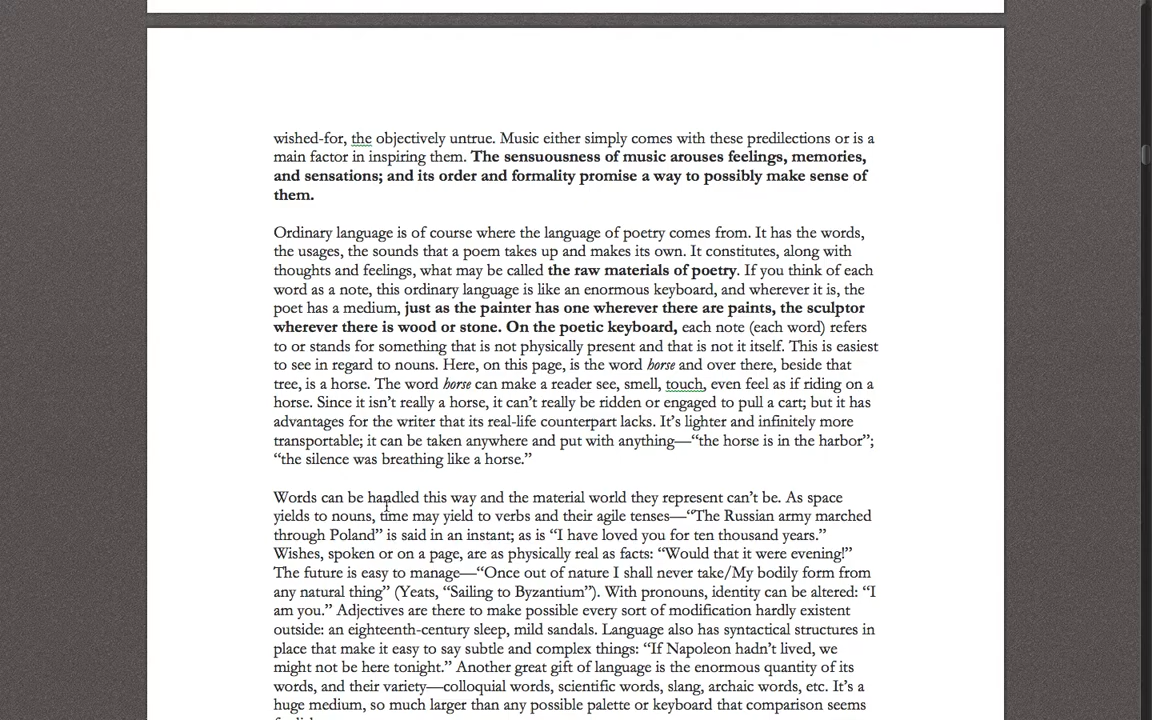 wished-for, the objectively untrue. Music either simply comes with these predilections or is a
main factor in inspiring them. The sensuousness of music arouses feelings, memories,
and sensations; and its order and formality promise a way to possibly make sense of
them.
Ordinary language is of course where the language of poetry comes from. It has the words,
the usages, the sounds that a poem takes up and makes its own. It constitutes, along with
thoughts and feelings, what may be called the raw materials of poetry. If you think of each
word as a note, this ordinary language is like an enormous keyboard, and wherever it is, the
poet has a medium, just as the painter has one wherever there are paints, the sculptor
wherever there is wood or stone. On the poetic keyboard, each note (each word) refers
to or stands for something that is not physically present and that is not it itself. This is easiest
to see in regard to nouns. Here, on this page, is the word horse and over there, beside that
tree, is a horse. The word horse can make a reader see, smell, touch, even feel as if riding on a
horse. Since it isn’t really a horse, it can’t really be ridden or engaged to pull a cart; but it has
advantages for the writer that its real-life counterpart lacks. It’s lighter and infinitely more
transportable; it can be taken anywhere and put with anything—“the horse is in the harbor”;
“the silence was breathing like a horse.”
Words can be handled this way and the material world they represent can’t be. As space
yields to nouns, time may yield to verbs and their agile tenses—“The Russian army marched
through Poland” is said in an instant; as is “I have loved you for ten thousand years.”
Wishes, spoken or on a page, are as physically real as facts: “Would that it were evening!”
The future is easy to manage—“Once out of nature I shall never take/My bodily form from
any natural thing” (Yeats, “Sailing to Byzantium”). With pronouns, identity can be altered: “I
am you.” Adjectives are there to make possible every sort of modification hardly existent
outside: an eighteenth-century sleep, mild sandals. Language also has syntactical structures in
place that make it easy to say subtle and complex things: “If Napoleon hadn’t lived, we
might not be here tonight.” Another great gift of language is the enormous quantity of its
words, and their variety—colloquial words, scientific words, slang, archaic words, etc. It’s a
huge medium, so much larger than any possible palette or keyboard that comparison seems